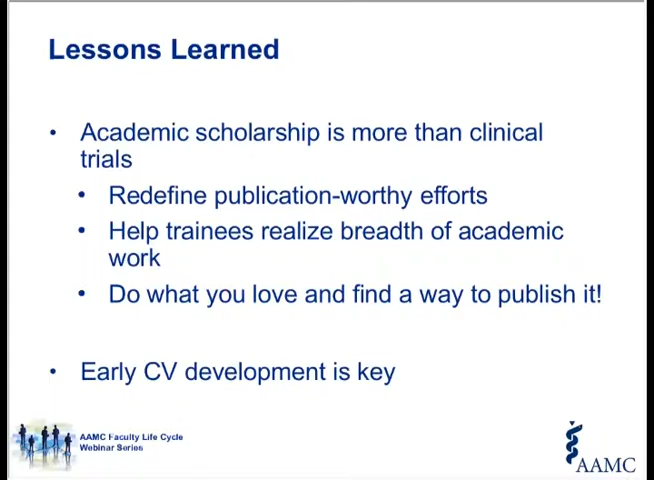 Lessons Learned
• Academic scholarship is more than clinical
trials
• Redefine publication-worthy efforts
• Help trainees realize breadth of academic
work
• Do what you love and find a way to publish it!
• Early CV development is key
AAMC Faculty Life Cycle
Webinar Series
AAMC